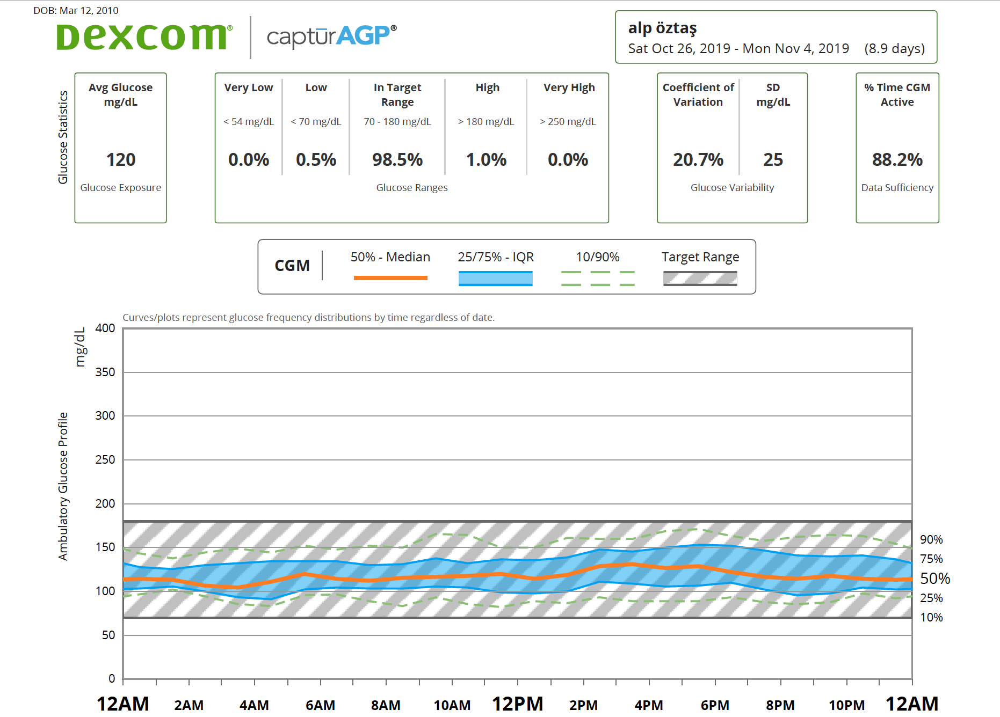 DOB: Mar 12, 2010
Dexcom® captūrAGP®
alp öztaş
Sat Oct 26, 2019 - Mon Nov 4, 2019 (8.9 days)
Glucose Statistics
Avg Glucose
mg/dL
120
Glucose Exposure
Very Low Low In Target Range High Very High
< 54 mg/dL < 70 mg/dL 70 - 180 mg/dL > 180 mg/dL > 250 mg/dL
0.0% 0.5% 98.5% 1.0% 0.0%
Glucose Ranges
Coefficient of Variation SD mg/dL
20.7% 25
Glucose Variability
% Time CGM
Active
88.2%
Data Sufficiency
CGM 50% - Median 25/75% - IQR 10/90% Target Range
Curves/plots represent glucose frequency distributions by time regardless of date.
Ambulatory Glucose Profile
mg/dL
400
350
300
250
200
150
100
50
0
90%
75%
50%
25%
10%
12AM 2AM 4AM 6AM 8AM 10AM 12PM 2PM 4PM 6PM 8PM 10PM 12AM